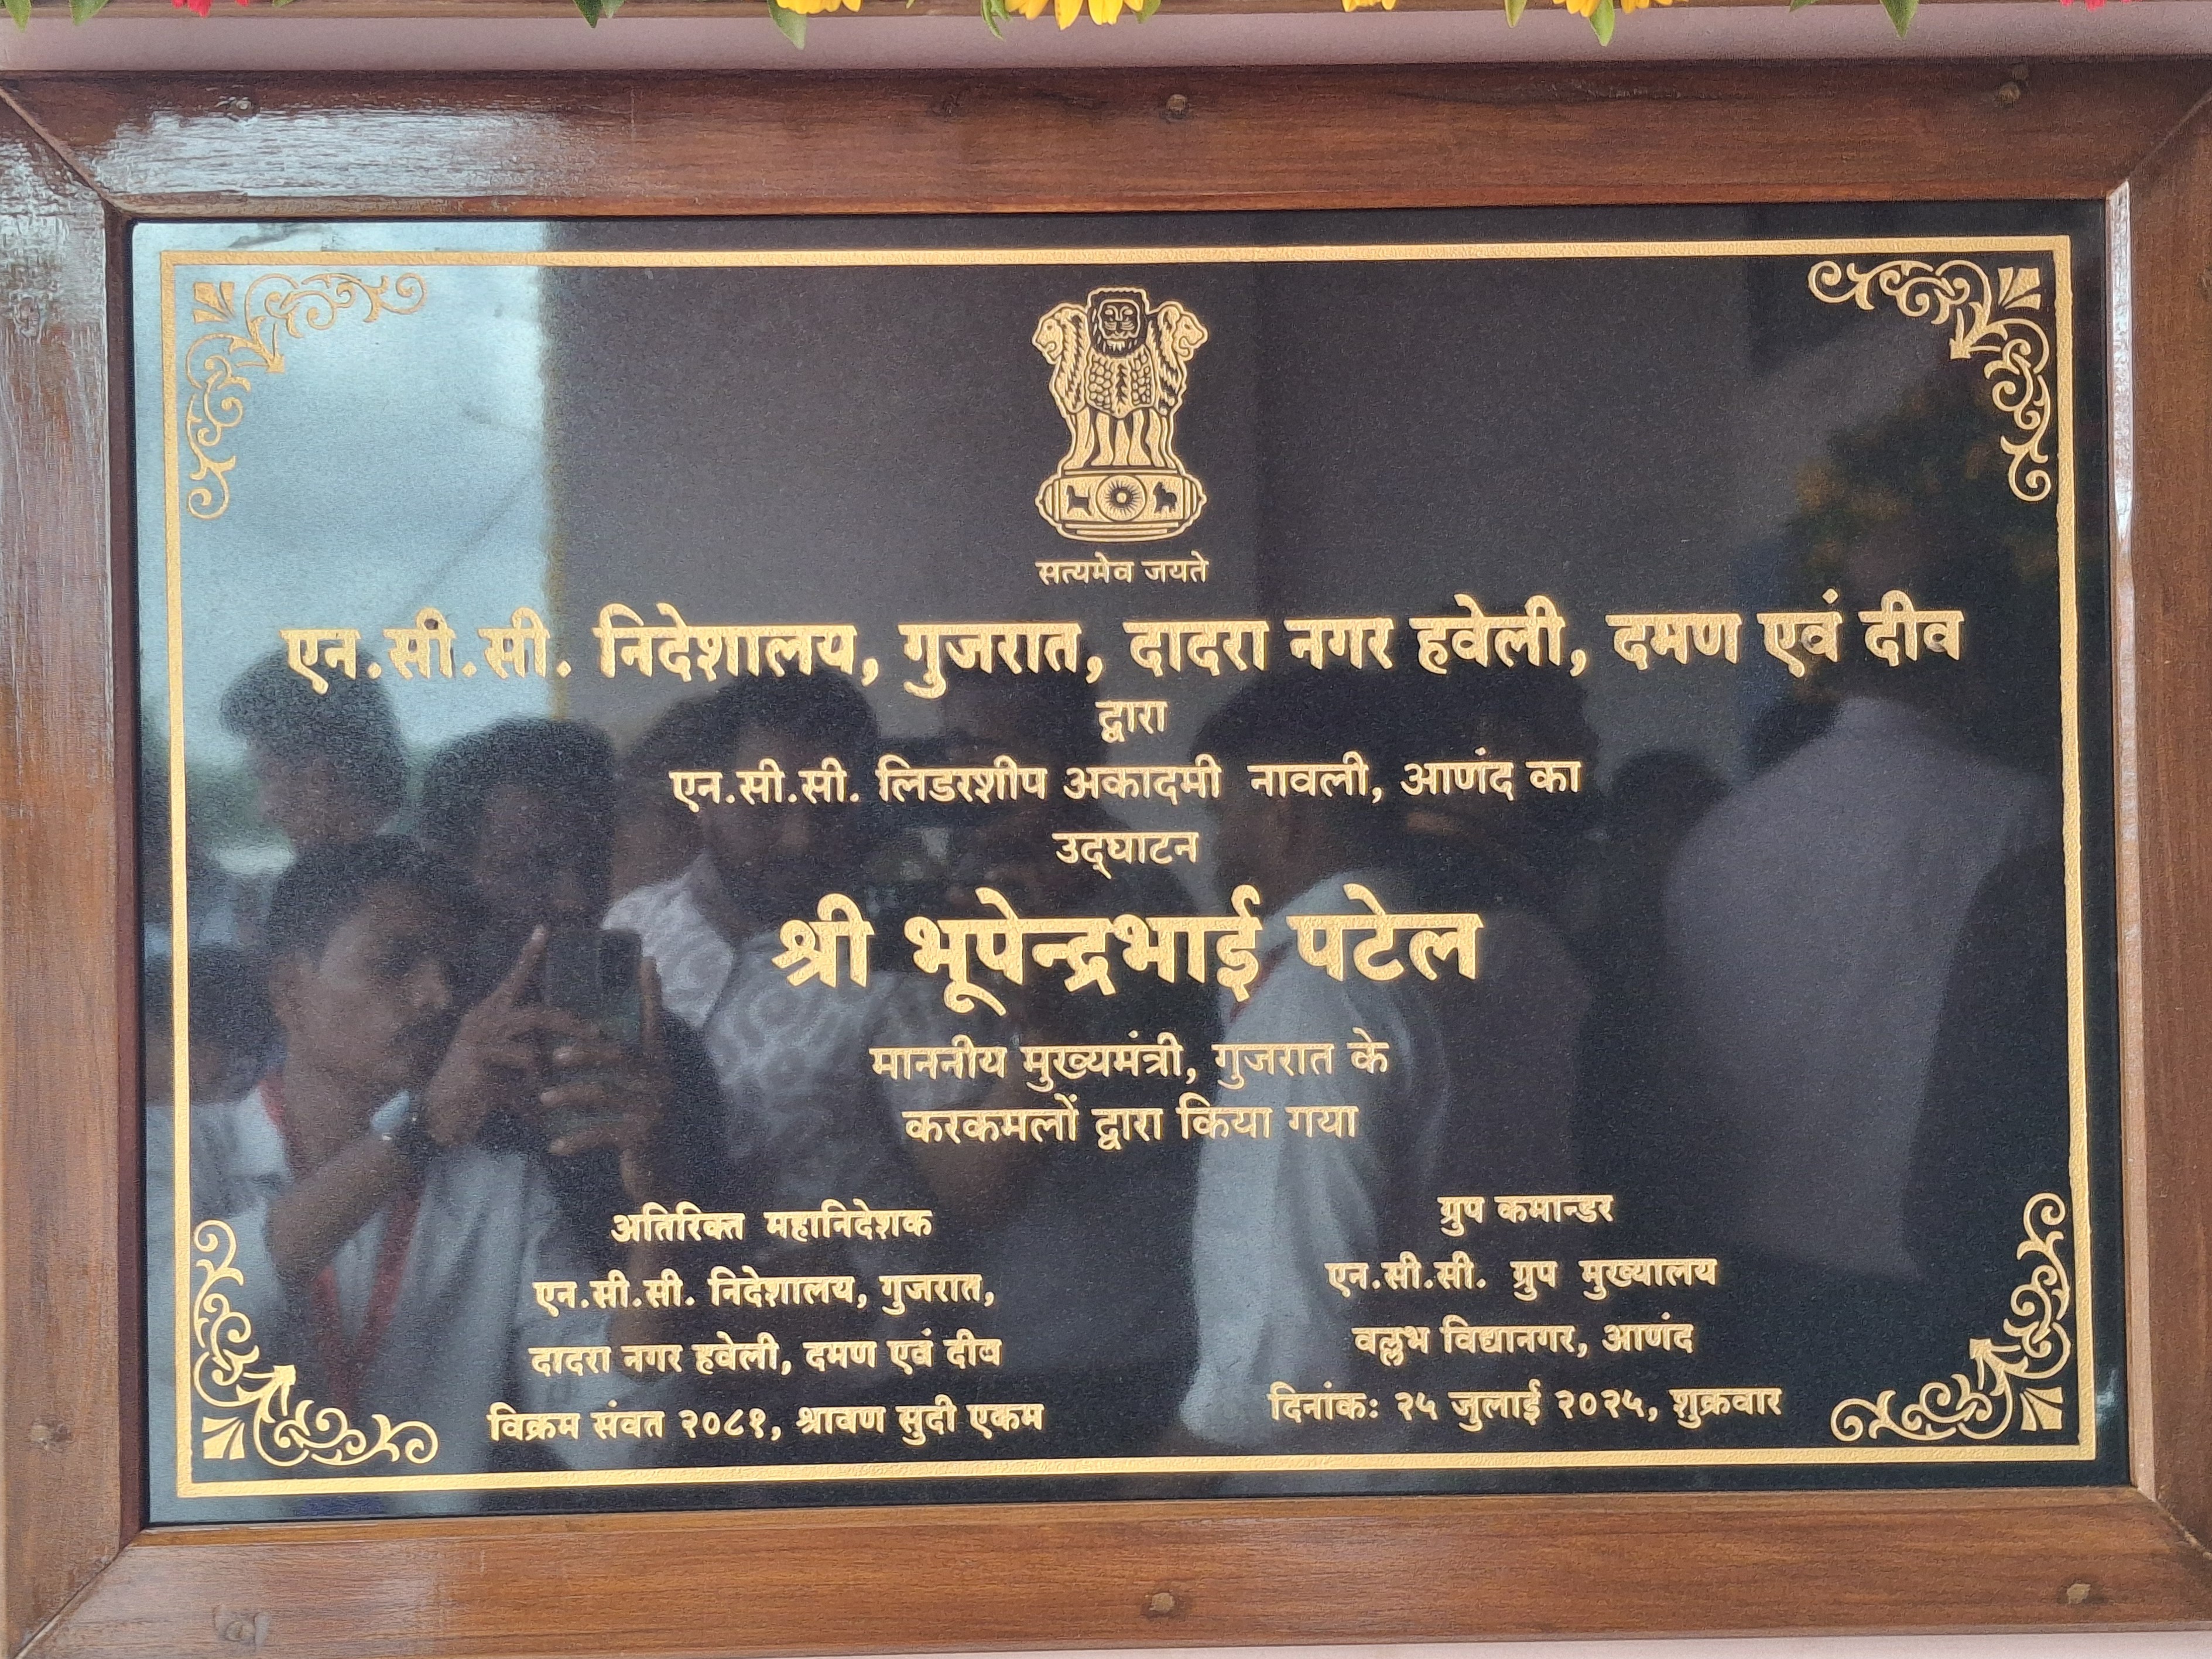 सत्यमेव जयते
एन.सी.सी. निदेशालय, गुजरात, दादरा नगर हवेली, दमण एवं दीव
द्वारा
एन.सी.सी. लिडरशीप अकादमी नावली, आणंद का
उद्‌घाटन
श्री भूपेन्द्रभाई पटेल
माननीय मुख्यमंत्री, गुजरात के
करकमलों द्वारा किया गया
अतिरिक्त महानिदेशक
एन.सी.सी. निदेशालय, गुजरात,
दादरा नगर हवेली, दमण एवं दीव
विक्रम संवत २०८१, श्रावण सुदी एकम
ग्रुप कमान्डर
एन.सी.सी. ग्रुप मुख्यालय
वल्लभ विद्यानगर, आणंद
दिनांक: २५ जुलाई २०२५, शुक्रवार